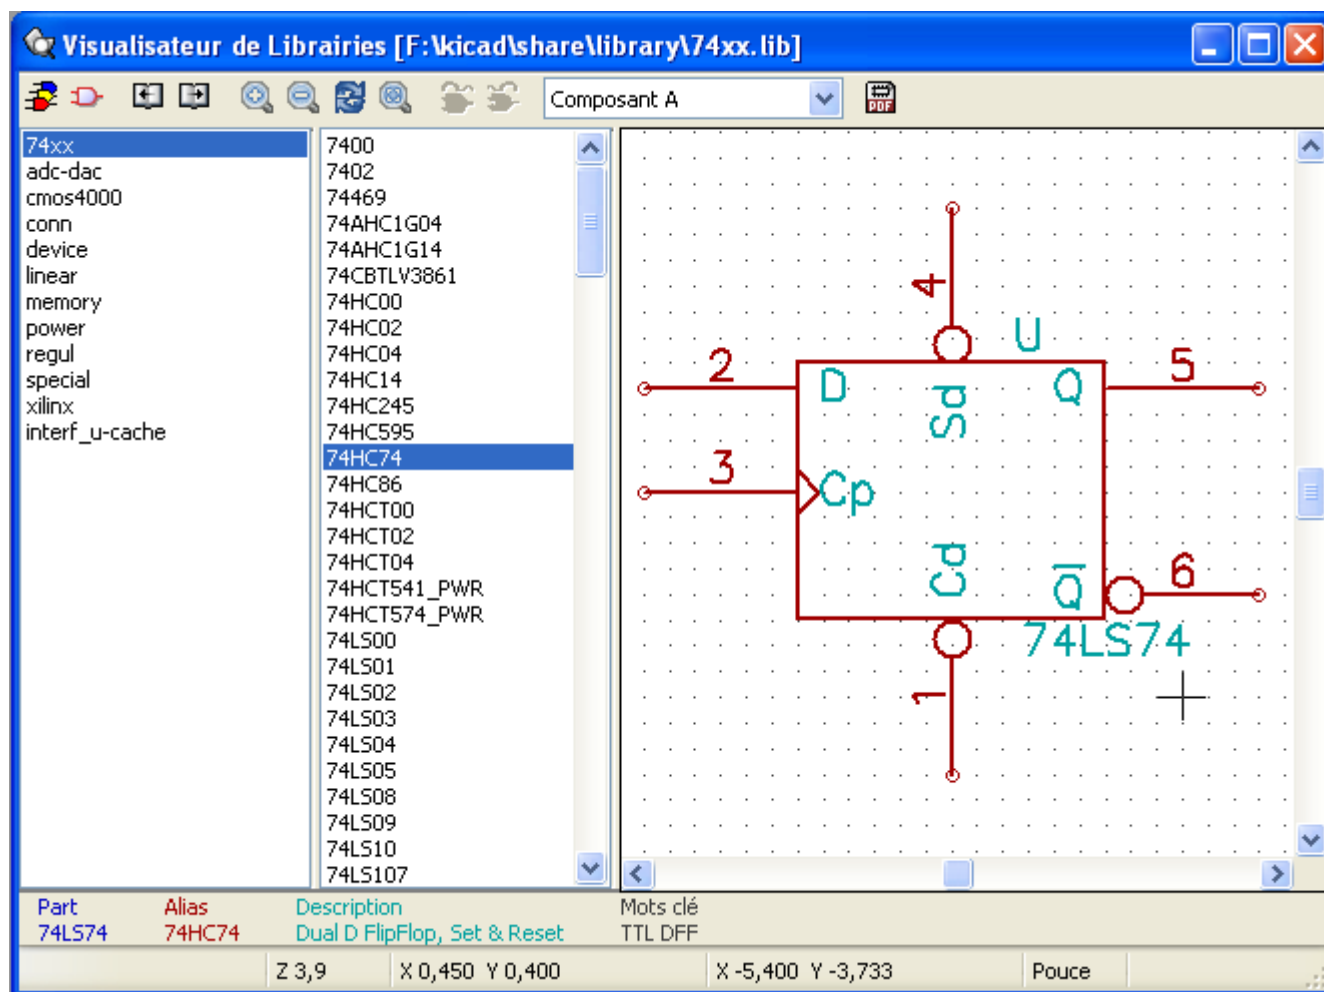 Visualisateur de Librairies [F:\kicad\share\library\74xx.lib]
Composant A
PDF
74xx
adc-dac
cmos4000
conn
device
linear
memory
power
regul
special
xilinx
interf_u-cache
7400
7402
74469
74AHC1G04
74AHC1G14
74CBTLV3861
74HC00
74HC02
74HC04
74HC14
74HC245
74HC595
74HC74
74HC86
74HCT00
74HCT02
74HCT04
74HCT541_PWR
74HCT574_PWR
74LS00
74LS01
74LS02
74LS03
74LS04
74LS05
74LS08
74LS09
74LS10
74LS107
4
U
2
D
Sd
Q
5
3
Cp
Cd
Q̅
6
74LS74
1
Part Alias Description Mots clé
74LS74 74HC74 Dual D FlipFlop, Set & Reset TTL DFF
Z 3,9 X 0,450 Y 0,400 X -5,400 Y -3,733 Pouce